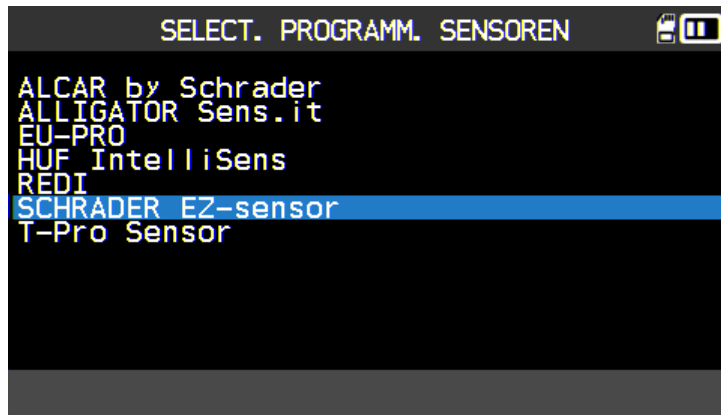 SELECT. PROGRAMM. SENSOREN
ALCAR by Schrader
ALLIGATOR Sens.it
EU-PRO
HUF IntelliSens
REDI
SCHRADER EZ-sensor
T-Pro Sensor